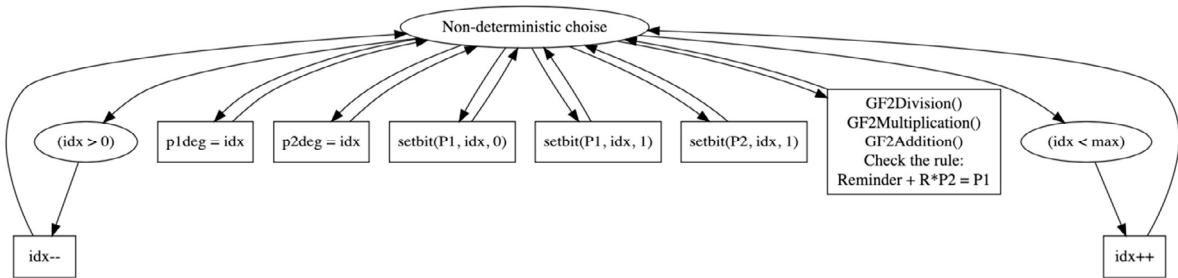 Non-deterministic choise
(idx > 0)
p1deg = idx
p2deg = idx
setbit(P1, idx, 0)
setbit(P1, idx, 1)
setbit(P2, idx, 1)
GF2Division()
GF2Multiplication()
GF2Addition()
Check the rule:
Reminder + R*P2 = P1
(idx < max)
idx--
idx++